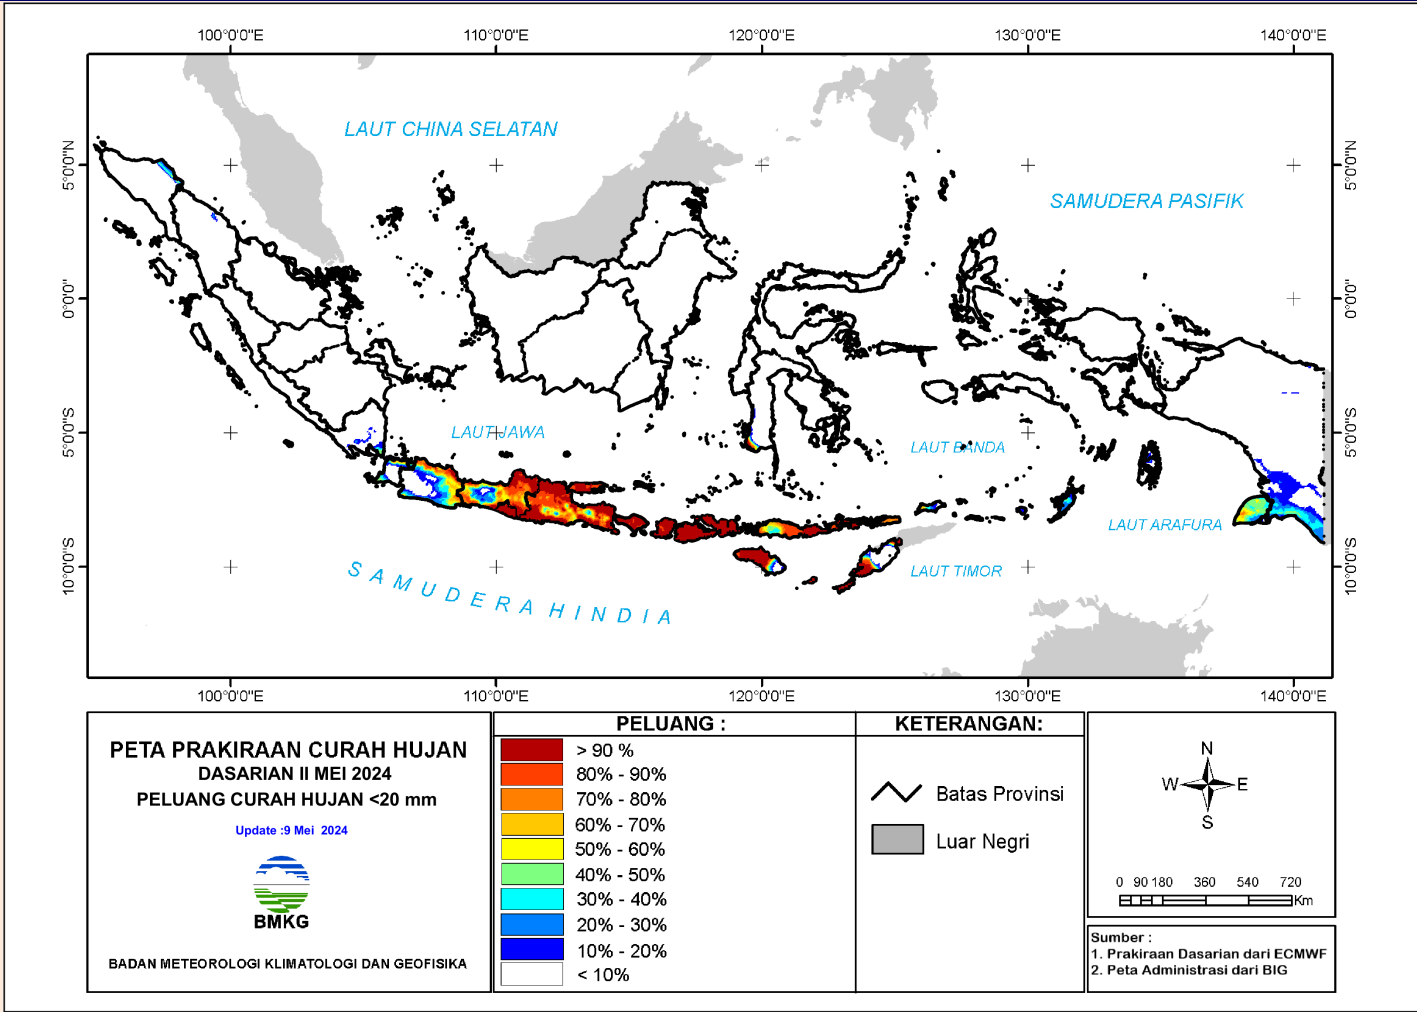 100°0'0"E 110°0'0"E 120°0'0"E 130°0'0"E 140°0'0"E
5°0'0"N
0°0'0"
5°0'0"S
10°0'0"S
5°0'0"N
0°0'0"
5°0'0"S
10°0'0"S
LAUT CHINA SELATAN
SAMUDERA PASIFIK
LAUT JAWA
LAUT BANDA
LAUT ARAFURA
LAUT TIMOR
SAMUDERA HINDIA
100°0'0"E 110°0'0"E 120°0'0"E 130°0'0"E 140°0'0"E
PETA PRAKIRAAN CURAH HUJAN
DASARIAN II MEI 2024
PELUANG CURAH HUJAN <20 mm
Update :9 Mei 2024
BMKG
BADAN METEOROLOGI KLIMATOLOGI DAN GEOFISIKA
PELUANG :
> 90 %
80% - 90%
70% - 80%
60% - 70%
50% - 60%
40% - 50%
30% - 40%
20% - 30%
10% - 20%
< 10%
KETERANGAN:
Batas Provinsi
Luar Negri
N
W E
S
0 90 180 360 540 720
Km
Sumber :
1. Prakiraan Dasarian dari ECMWF
2. Peta Administrasi dari BIG